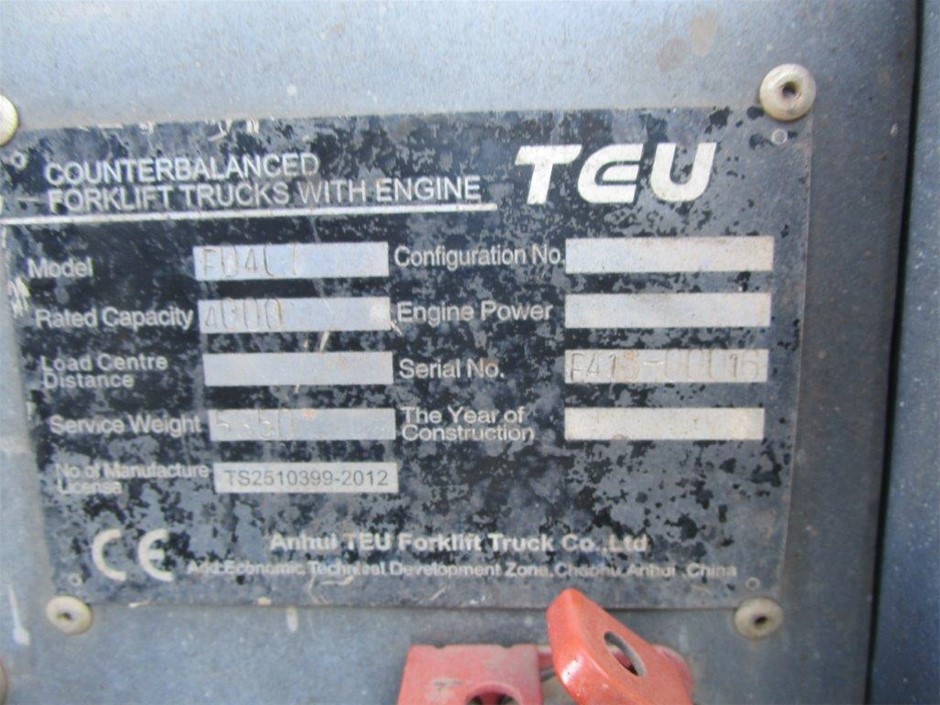 COUNTERBALANCED
FORKLIFT TRUCKS WITH ENGINE
TEU
Model
Configuration No.
Rated Capacity 4000
Engine Power
Load Centre
Distance
Serial No.
Service Weight
The Year of
Construction
No of Manufacture
License
TS2510399-2012
CE
Anhui TEU Forklift Truck Co.,Ltd
Add Economic Technical Development Zone, Chaohu Anhui China